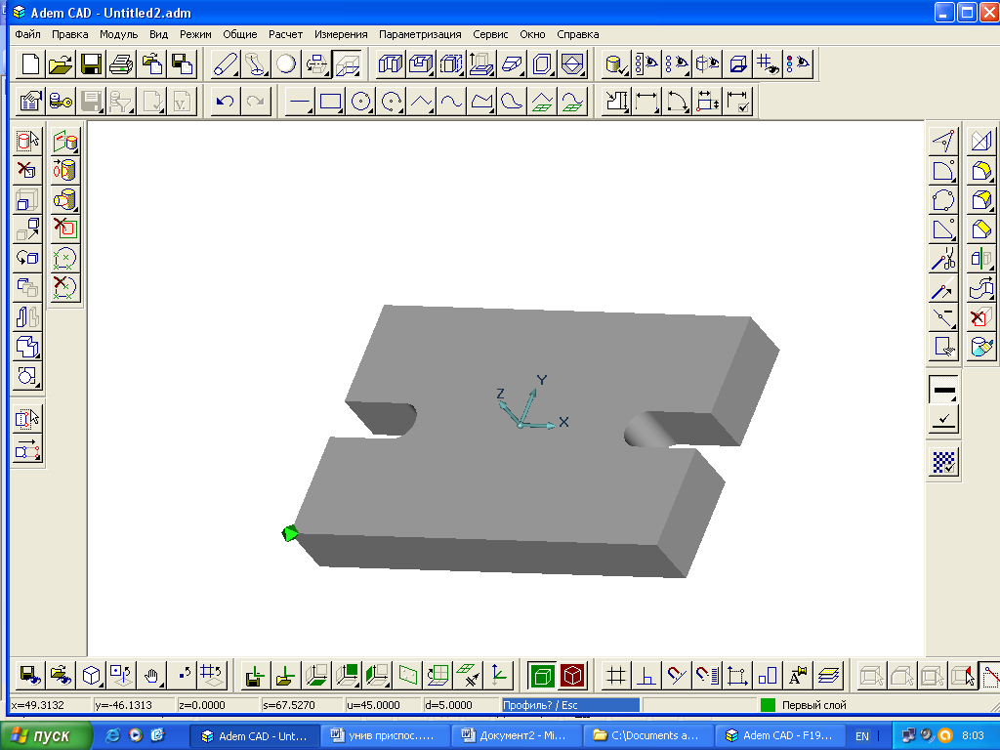 Adem CAD - Untitled2.adm
Файл Правка Модуль Вид Режим Общие Расчет Измерения Параметризация Сервис Окно Справка
Z Y X
x=49.3132 y=-46.1313 z=0.0000 s=67.5270 u=45.0000 d=5.0000 Профиль? / Esc Первый слой
пуск Adem CAD - Unt... унив приспос.... Документ2 - Mi... C:\Documents a... Adem CAD - F19... EN 8:03